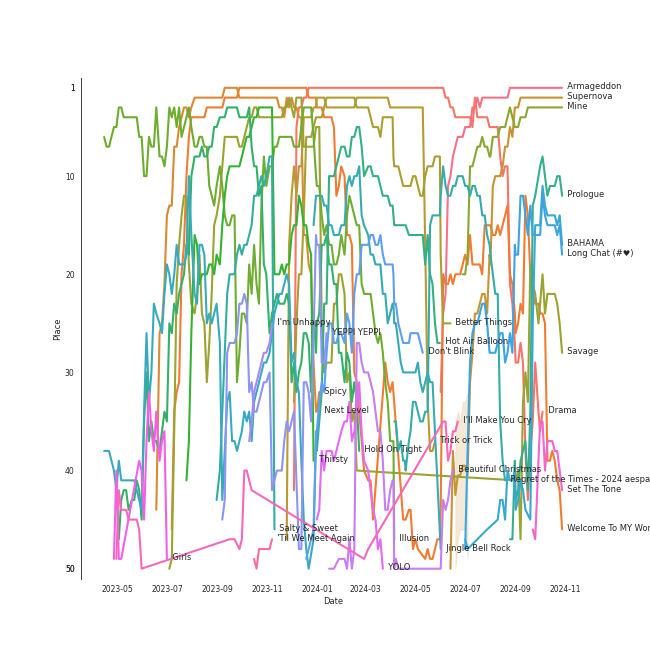 1
Armageddon
Supernova
Mine
10
Prologue
BAHAMA
Long Chat (#♥)
20
I'm Unhappy
Better Things
YEPPI YEPPI
Hot Air Balloon
Don't Blink
Savage
Place
30
Spicy
Next Level
Drama
I'll Make You Cry
Trick or Trick
Hold On Tight
Thirsty
40
Beautiful Christmas
Regret of the Times - 2024 aespa
Set The Tone
Salty & Sweet
'Til We Meet Again
Illusion
Welcome To MY Wor
Jingle Bell Rock
Girls
YOLO
50
2023-05 2023-07 2023-09 2023-11 2024-01 2024-03 2024-05 2024-07 2024-09 2024-11
Date